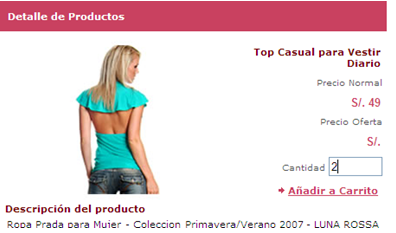 Detalle de Productos
Top Casual para Vestir
Diario
Precio Normal
S/. 49
Precio Oferta
S/.
Cantidad 2
Añadir a Carrito
Descripción del producto
Ropa Prada para Mujer - Coleccion Primavera/Verano 2007 - LUNA ROSSA